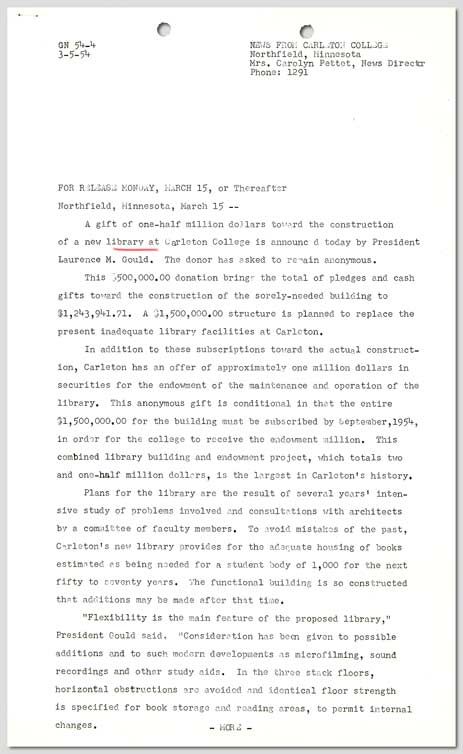 GN 54-4
3-5-54
NEWS FROM CARLETON COLLEGE
Northfield, Minnesota
Mrs. Carolyn Pettet, News Director
Phone: 1291
FOR RELEASE MONDAY, MARCH 15, or Thereafter
Northfield, Minnesota, March 15 --
A gift of one-half million dollars toward the construction
of a new library at Carleton College is announc d today by President
Laurence M. Gould. The donor has asked to remain anonymous.
This $500,000.00 donation brings the total of pledges and cash
gifts toward the construction of the sorely-needed building to
$1,243,941.71. A $1,500,000.00 structure is planned to replace the
present inadequate library facilities at Carleton.
In addition to these subscriptions toward the actual construct-
ion, Carleton has an offer of approximately one million dollars in
securities for the endowment of the maintenance and operation of the
library. This anonymous gift is conditional in that the entire
$1,500,000.00 for the building must be subscribed by September,1954,
in order for the college to receive the endowment million. This
combined library building and endowment project, which totals two
and one-half million dollars, is the largest in Carleton's history.
Plans for the library are the result of several years' inten-
sive study of problems involved and consultations with architects
by a committee of faculty members. To avoid mistakes of the past,
Carleton's new library provides for the adequate housing of books
estimated as being needed for a student body of 1,000 for the next
fifty to seventy years. The functional building is so constructed
that additions may be made after that time.
"Flexibility is the main feature of the proposed library,"
President Gould said. "Consideration has been given to possible
additions and to such modern developments as microfilming, sound
recordings and other study aids. In the three stack floors,
horizontal obstructions are avoided and identical floor strength
is specified for book storage and reading areas, to permit internal
changes.
- MORE -